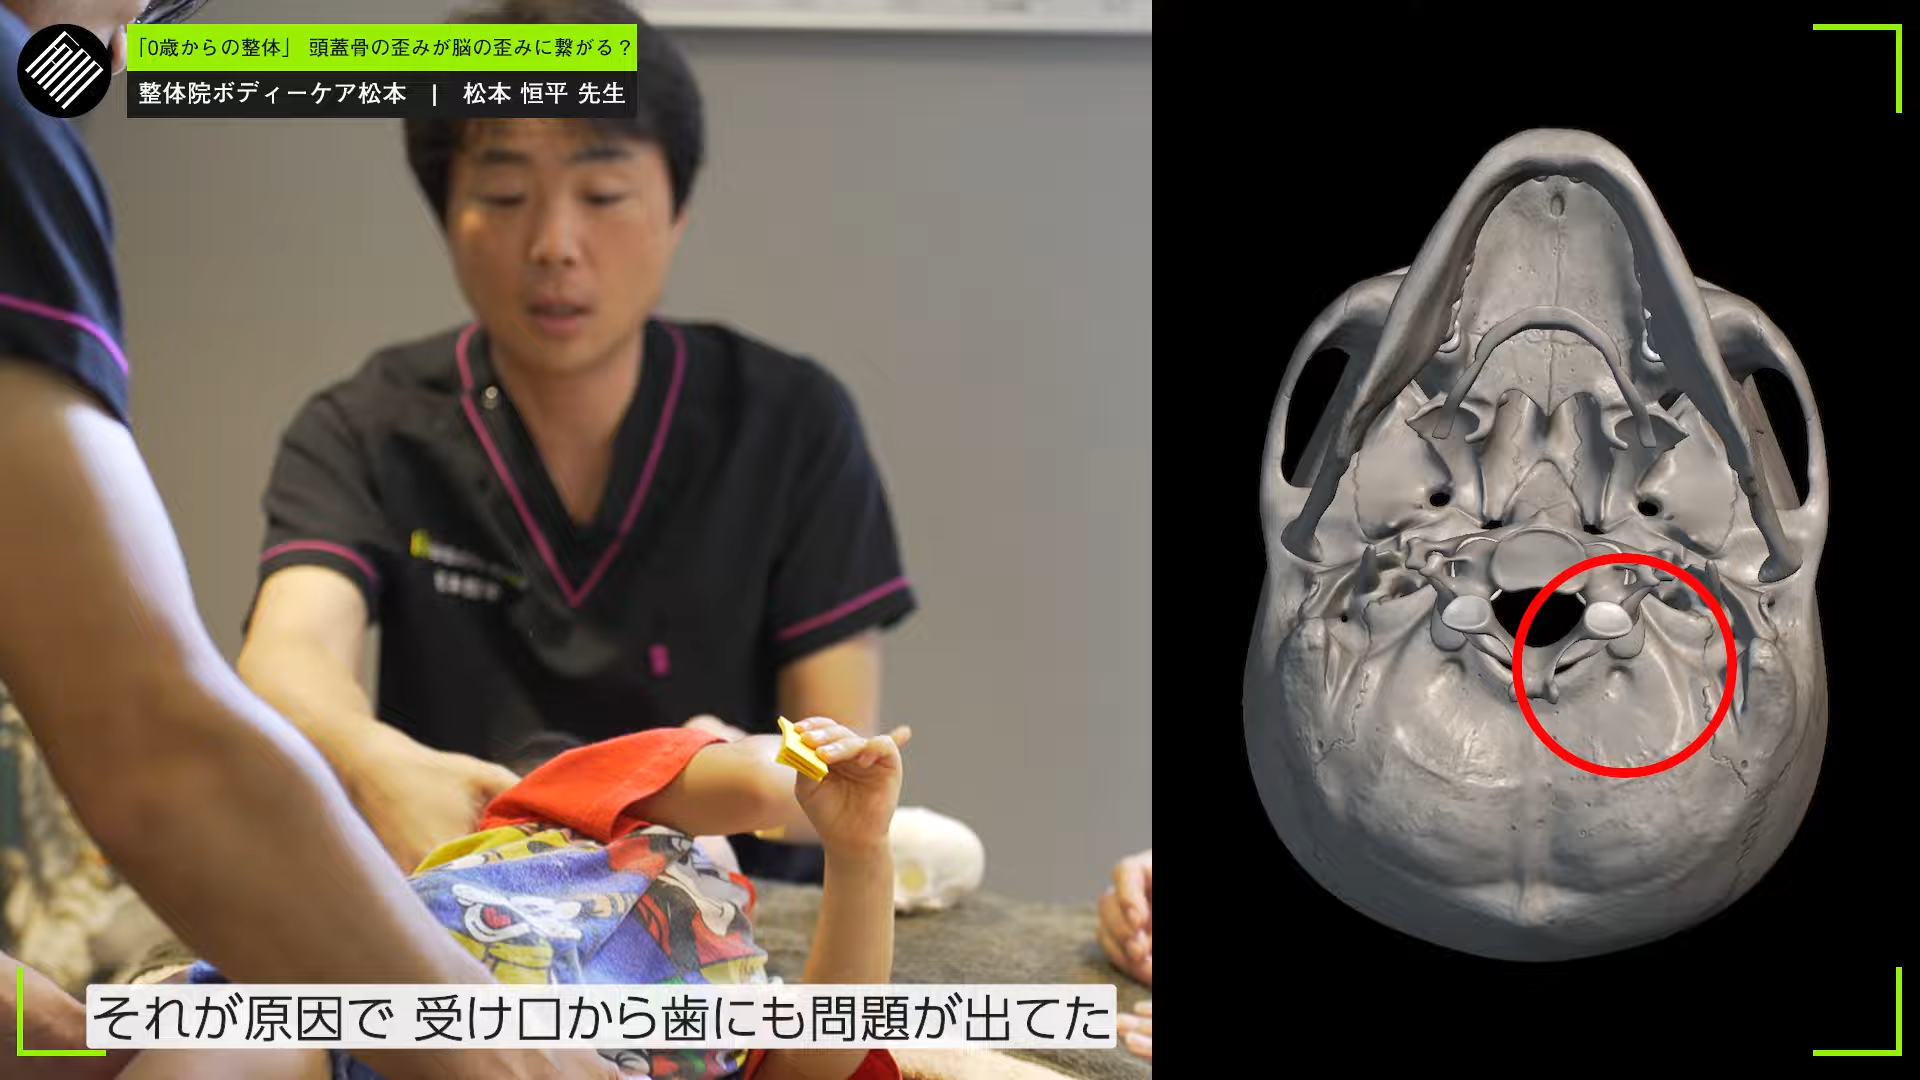 「0歳からの整体」 頭蓋骨の歪みが脳の歪みに繋がる？
整体院ボディーケア松本 | 松本 恒平 先生
それが原因で 受け口から歯にも問題が出てた